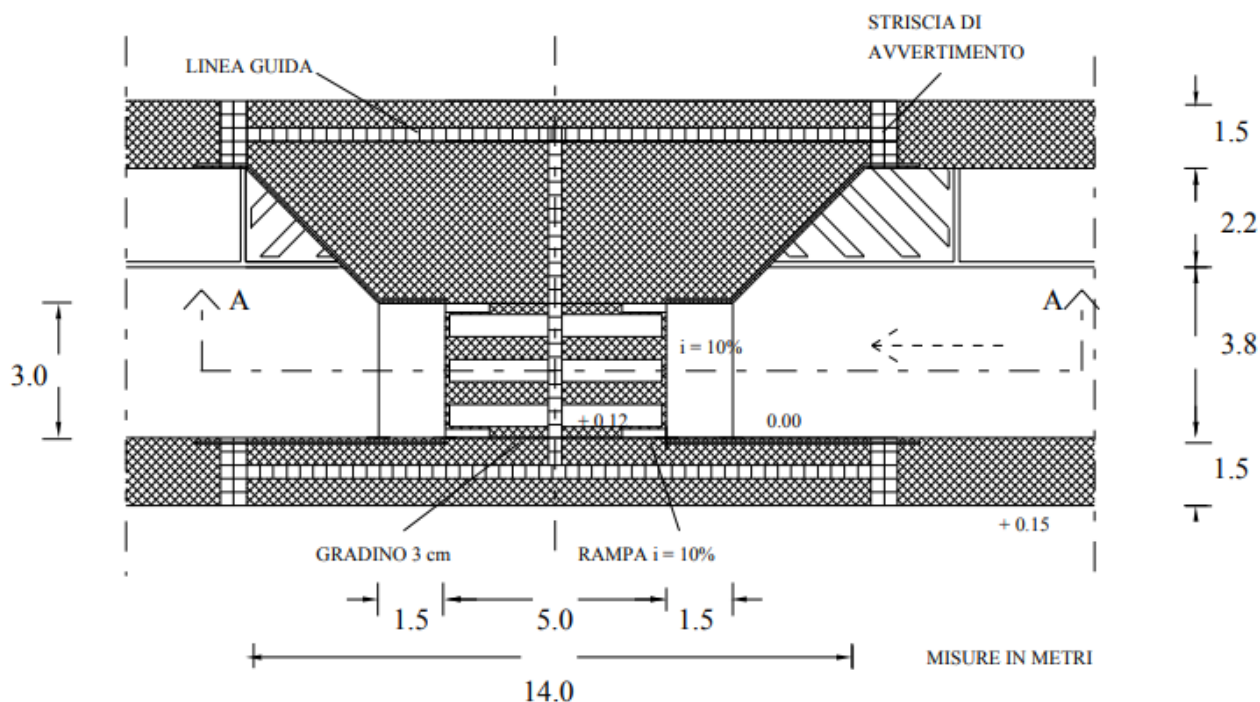 STRISCIA DI
AVVERTIMENTO
LINEA GUIDA
1.5
2.2
A
A
3.8
i = 10%
3.0
+ 0.12
0.00
1.5
+ 0.15
GRADINO 3 cm
RAMPA i = 10%
1.5
5.0
1.5
MISURE IN METRI
14.0